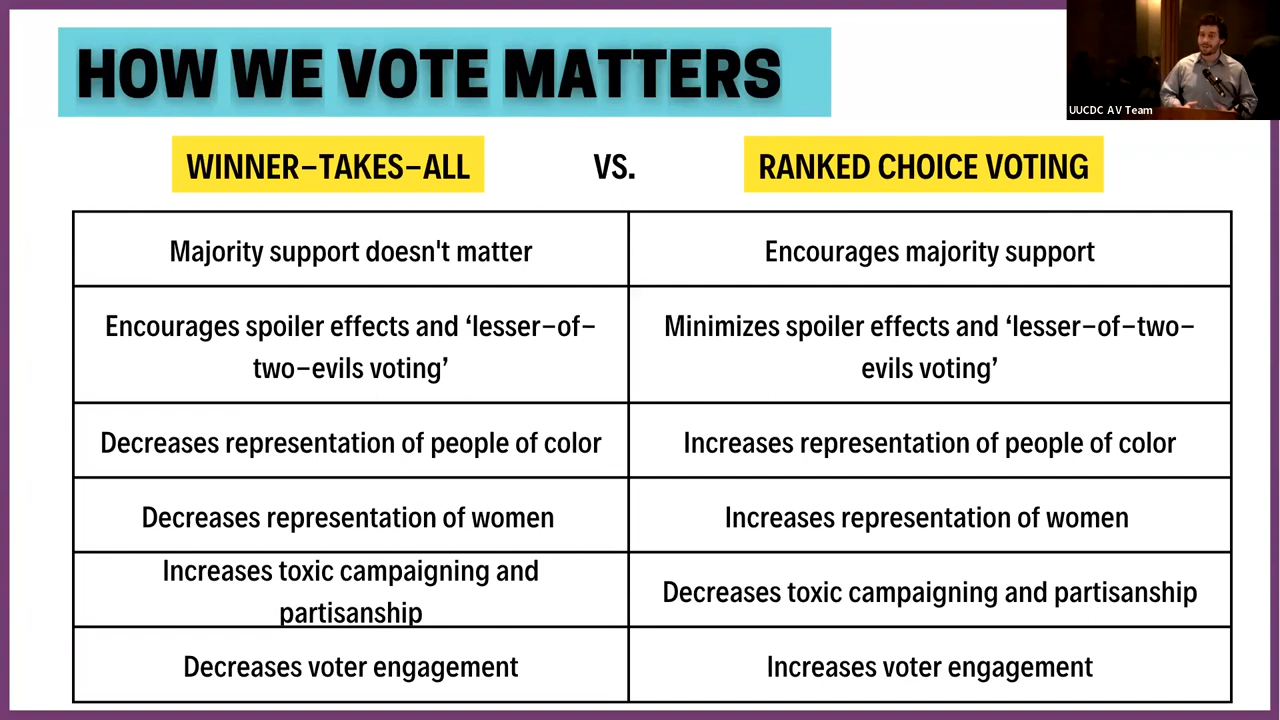 HOW WE VOTE MATTERS
UUCDC AV Team
WINNER–TAKES–ALL VS. RANKED CHOICE VOTING
Majority support doesn't matter
Encourages majority support
Encourages spoiler effects and ‘lesser–of–
two–evils voting’
Minimizes spoiler effects and ‘lesser–of–two–
evils voting’
Decreases representation of people of color
Increases representation of people of color
Decreases representation of women
Increases representation of women
Increases toxic campaigning and
partisanship
Decreases toxic campaigning and partisanship
Decreases voter engagement
Increases voter engagement